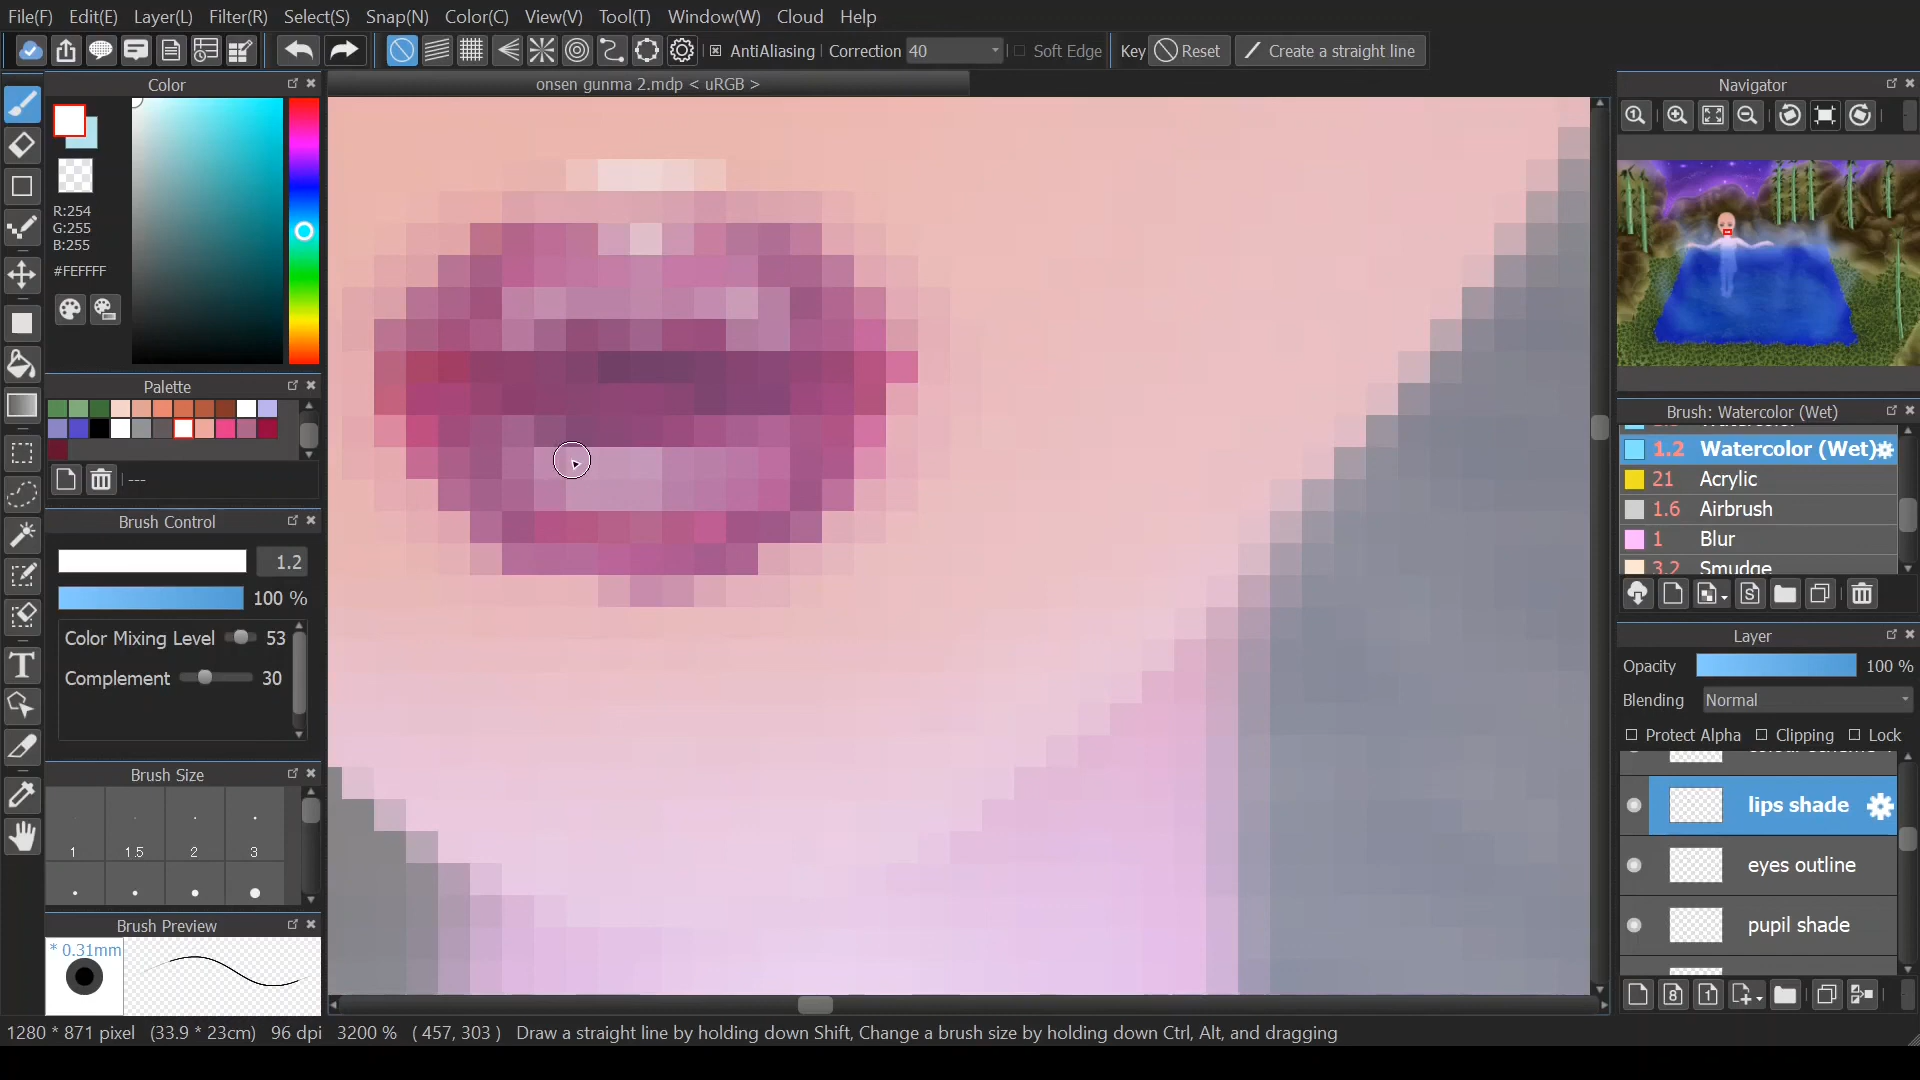 File(F) Edit(E) Layer(L) Filter(R) Select(S) Snap(N) Color(C) View(V) Tool(T) Window(W) Cloud Help
AntiAliasing Correction 40 Soft Edge Key Reset Create a straight line
Color
onsen gunma 2.mdp < uRGB >
Navigator
R:254
G:255
B:255
#FEFFFF
Palette
---
Brush: Watercolor (Wet)
1.2 Watercolor (Wet)
21 Acrylic
1.6 Airbrush
1 Blur
3.2 Smudge
Brush Control
1.2
100 %
Color Mixing Level 53
Complement 30
Layer
Opacity 100 %
Blending Normal
Protect Alpha Clipping Lock
lips shade
eyes outline
pupil shade
Brush Size
1 1.5 2 3
Brush Preview
* 0.31mm
1280 * 871 pixel (33.9 * 23cm) 96 dpi 3200 % ( 457, 303 ) Draw a straight line by holding down Shift, Change a brush size by holding down Ctrl, Alt, and dragging